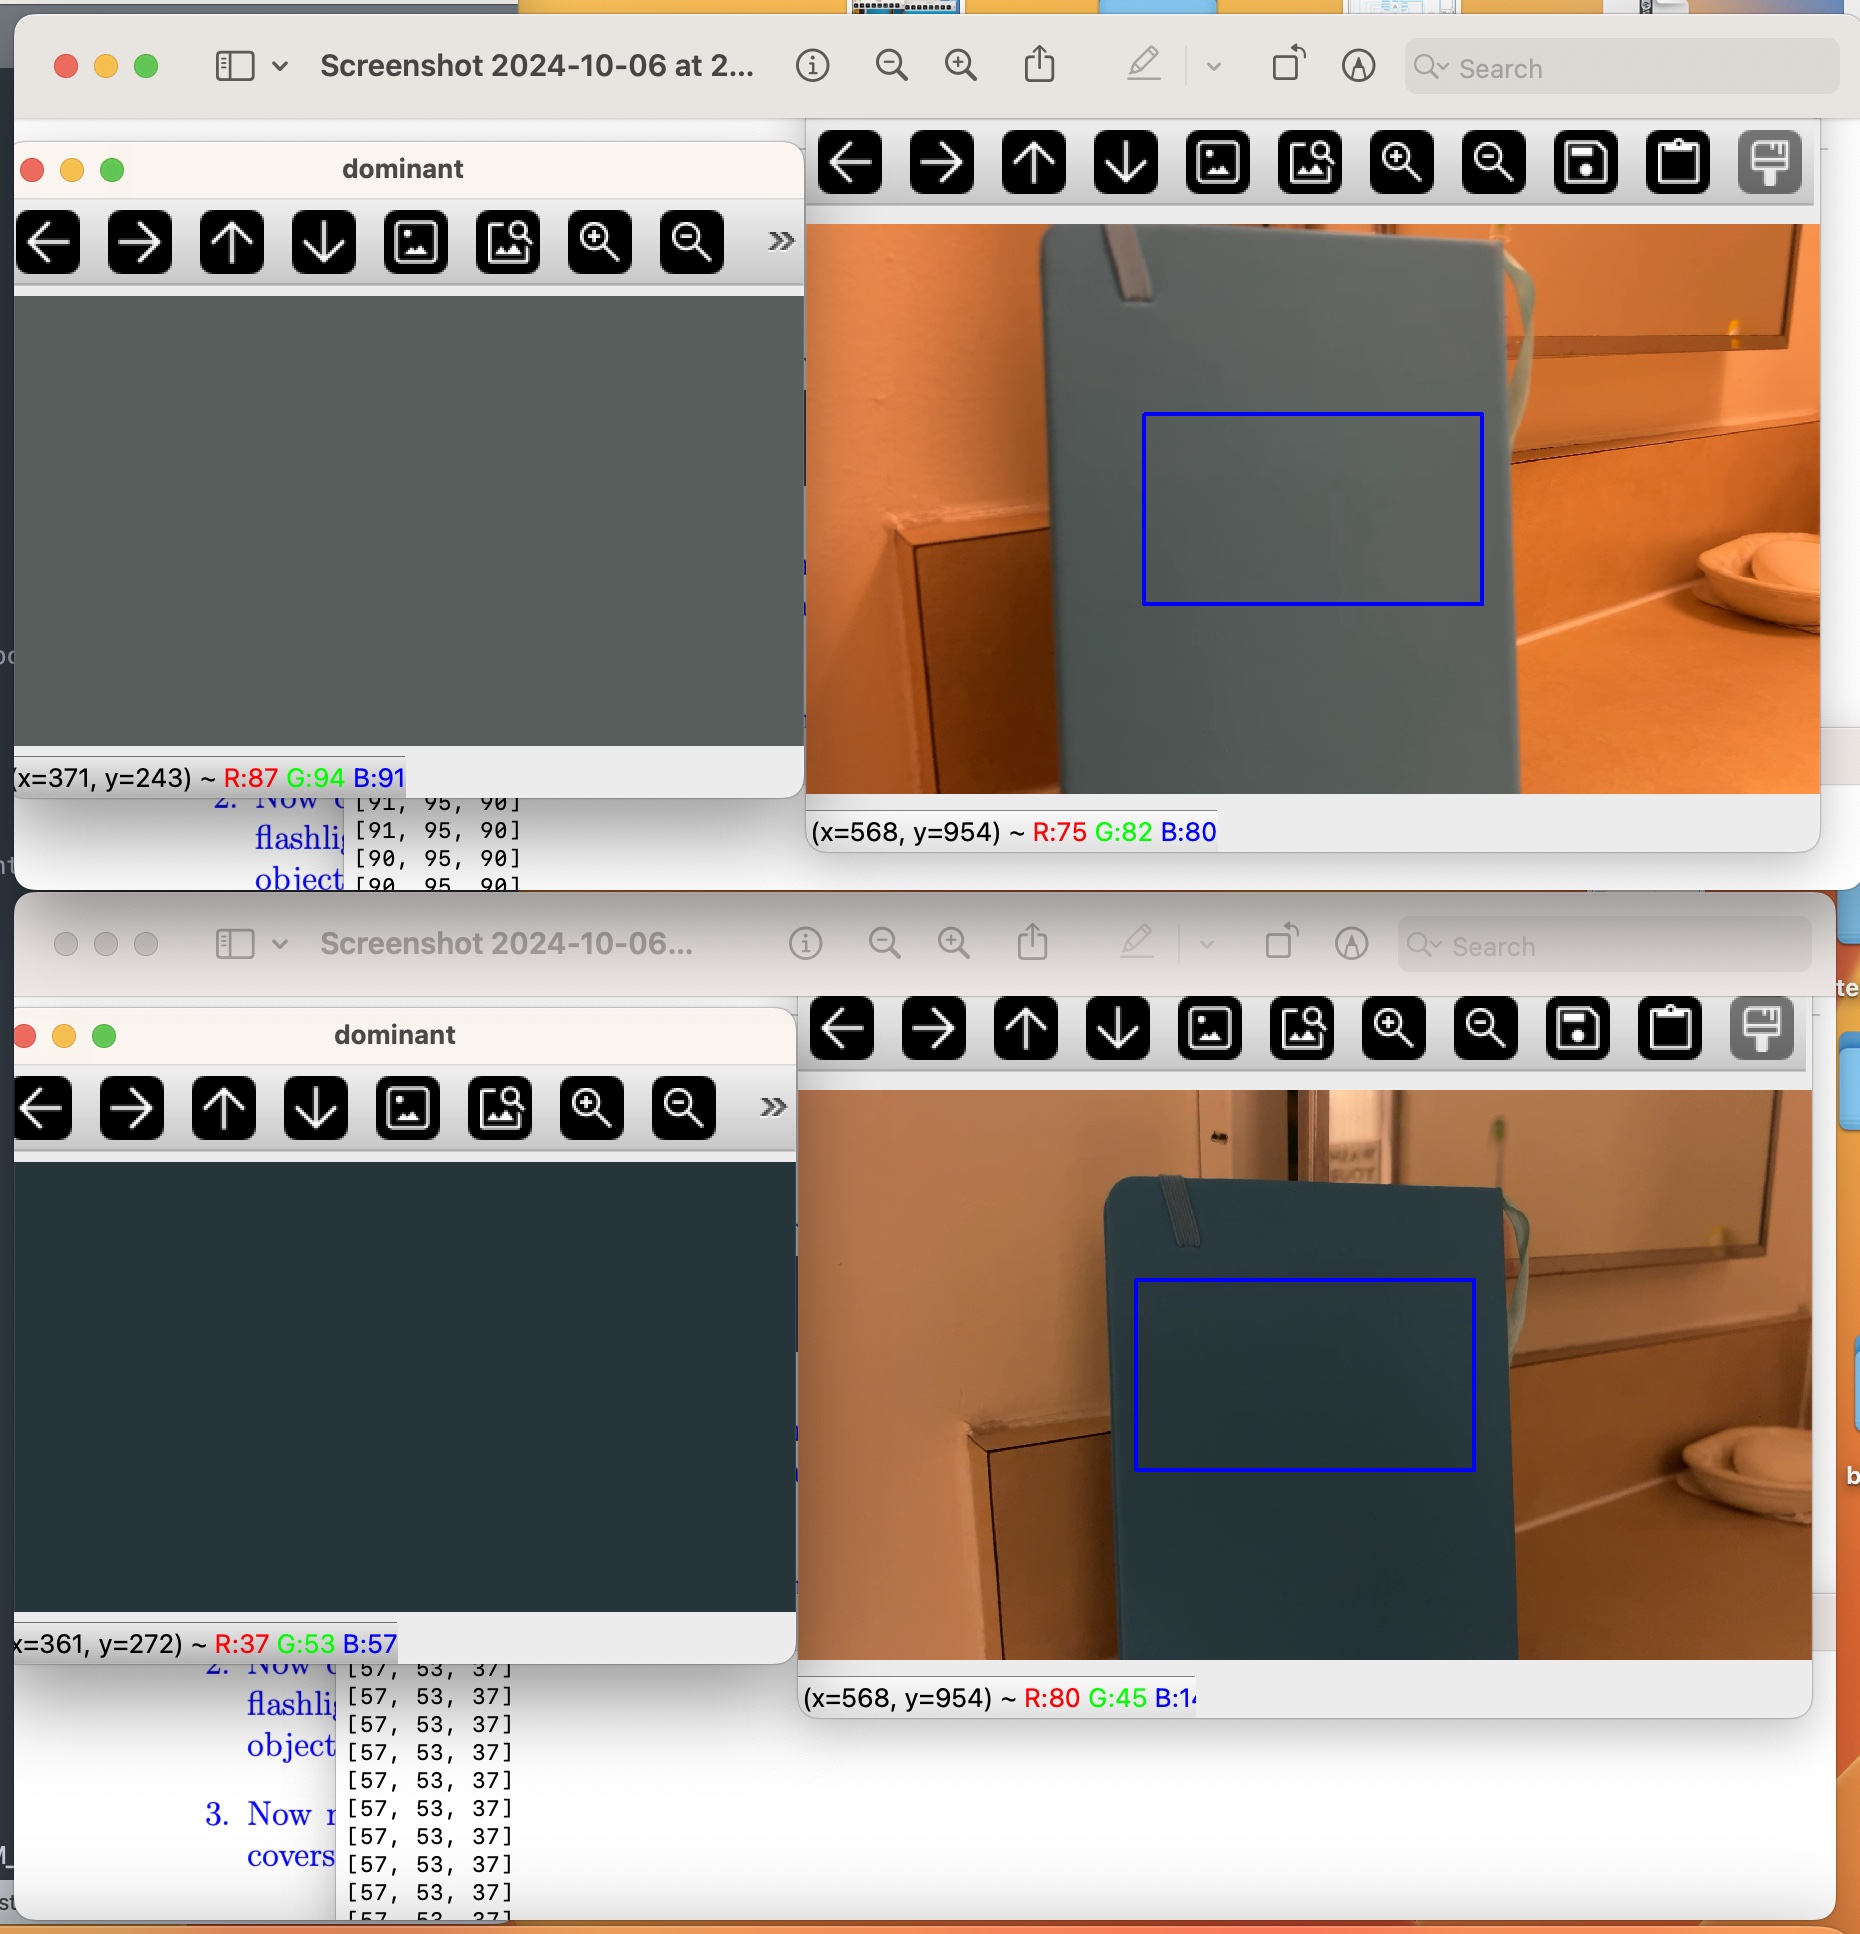 Screenshot 2024-10-06 at 2...
Search
dominant
(x=371, y=243) ~ R:87 G:94 B:91
(x=568, y=954) ~ R:75 G:82 B:80
2. Now
[91, 95, 90]
flashli
[91, 95, 90]
[90, 95, 90]
object
[90, 95, 90]
Screenshot 2024-10-06...
Search
dominant
x=361, y=272) ~ R:37 G:53 B:57
(x=568, y=954) ~ R:80 G:45 B:14
2. Now
[57, 53, 37]
flashli
[57, 53, 37]
[57, 53, 37]
object
[57, 53, 37]
[57, 53, 37]
3. Now
[57, 53, 37]
[57, 53, 37]
covers
[57, 53, 37]
[57, 53, 37]
[57, 53, 37]